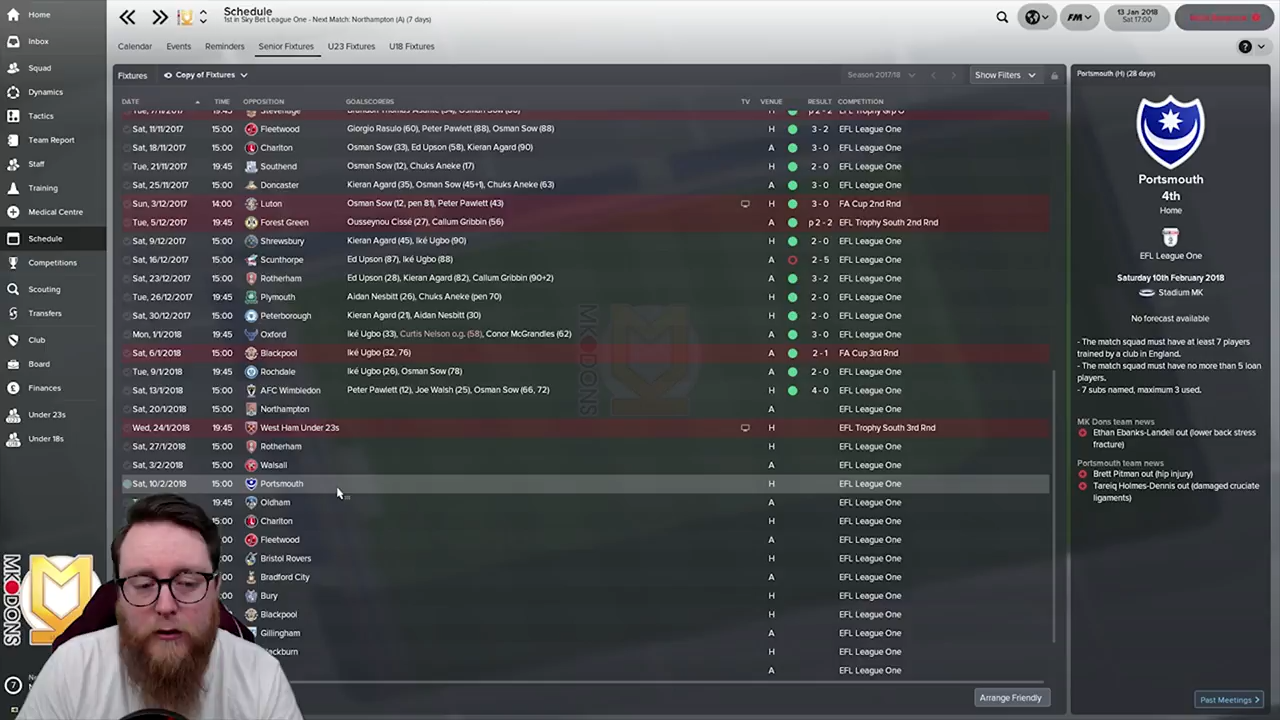 Home
Inbox
Squad
Dynamics
Tactics
Team Report
Staff
Training
Medical Centre
Schedule
Competitions
Scouting
Transfers
Club
Board
Finances
Under 23s
Under 18s
Schedule
1st in Sky Bet League One - Next Match: Northampton (A) (7 days)
FM
13 Jan 2018
Sat 17:00
Calendar Events Reminders Senior Fixtures U23 Fixtures U18 Fixtures
Fixtures Copy of Fixtures Season 2017/18 Show Filters
DATE TIME OPPOSITION GOALSCORERS TV VENUE RESULT COMPETITION
Sat, 11/11/2017 15:00 Fleetwood Giorgio Rasulo (60), Peter Pawlett (88), Osman Sow (88) H 3 - 2 EFL League One
Sat, 18/11/2017 15:00 Charlton Osman Sow (33), Ed Upson (58), Kieran Agard (90) A 3 - 0 EFL League One
Tue, 21/11/2017 19:45 Southend Osman Sow (12), Chuks Aneke (17) H 2 - 0 EFL League One
Sat, 25/11/2017 15:00 Doncaster Kieran Agard (35), Osman Sow (45+1), Chuks Aneke (63) A 3 - 0 EFL League One
Sun, 3/12/2017 14:00 Luton Osman Sow (12, pen 81), Peter Pawlett (43) H 3 - 0 FA Cup 2nd Rnd
Tue, 5/12/2017 19:45 Forest Green Ousseynou Cissé (27), Callum Gribbin (56) A p 2 - 2 EFL Trophy South 2nd Rnd
Sat, 9/12/2017 15:00 Shrewsbury Kieran Agard (45), Iké Ugbo (90) H 2 - 0 EFL League One
Sat, 16/12/2017 15:00 Scunthorpe Ed Upson (87), Iké Ugbo (88) A 2 - 5 EFL League One
Sat, 23/12/2017 15:00 Rotherham Ed Upson (28), Kieran Agard (82), Callum Gribbin (90+2) A 3 - 2 EFL League One
Tue, 26/12/2017 15:00 Plymouth Aidan Nesbitt (26), Chuks Aneke (pen 70) H 2 - 0 EFL League One
Sat, 30/12/2017 15:00 Peterborough Kieran Agard (21), Aidan Nesbitt (30) H 2 - 0 EFL League One
Mon, 1/1/2018 19:45 Oxford Iké Ugbo (33), Curtis Nelson o.g. (58), Conor McGrandles (62) A 3 - 0 EFL League One
Sat, 6/1/2018 15:00 Blackpool Iké Ugbo (32, 76) A 2 - 1 FA Cup 3rd Rnd
Tue, 9/1/2018 19:45 Rochdale Iké Ugbo (26), Osman Sow (78) A 2 - 0 EFL League One
Sat, 13/1/2018 15:00 AFC Wimbledon Peter Pawlett (12), Joe Walsh (25), Osman Sow (66, 72) H 4 - 0 EFL League One
Sat, 20/1/2018 15:00 Northampton A EFL League One
Wed, 24/1/2018 19:45 West Ham Under 23s H EFL Trophy South 3rd Rnd
Sat, 27/1/2018 15:00 Rotherham H EFL League One
Sat, 3/2/2018 15:00 Walsall A EFL League One
Sat, 10/2/2018 15:00 Portsmouth H EFL League One
19:45 Oldham A EFL League One
15:00 Charlton H EFL League One
:00 Fleetwood A EFL League One
:00 Bristol Rovers H EFL League One
:00 Bradford City A EFL League One
:00 Bury H EFL League One
:00 Blackpool H EFL League One
:00 Gillingham A EFL League One
ackburn H EFL League One
A EFL League One
Arrange Friendly
Portsmouth (H) (28 days)
Portsmouth
4th
Home
EFL League One
Saturday 10th February 2018
Stadium MK
No forecast available
- The match squad must have at least 7 players
trained by a club in England.
- The match squad must have no more than 5 loan
players.
- 7 subs named, maximum 3 used.
MK Dons team news
Ethan Ebanks-Landell out (lower back stress
fracture)
Portsmouth team news
Brett Pitman out (hip injury)
Tareiq Holmes-Dennis out (damaged cruciate
ligaments)
Past Meetings
MK DONS
MK DONS